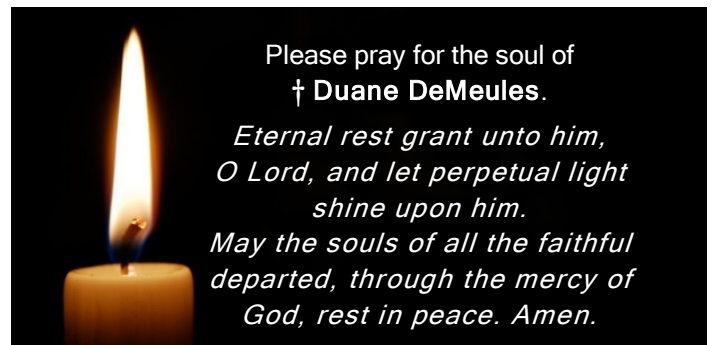 Please pray for the soul of
† Duane DeMeules.
Eternal rest grant unto him,
O Lord, and let perpetual light
shine upon him.
May the souls of all the faithful
departed, through the mercy of
God, rest in peace. Amen.